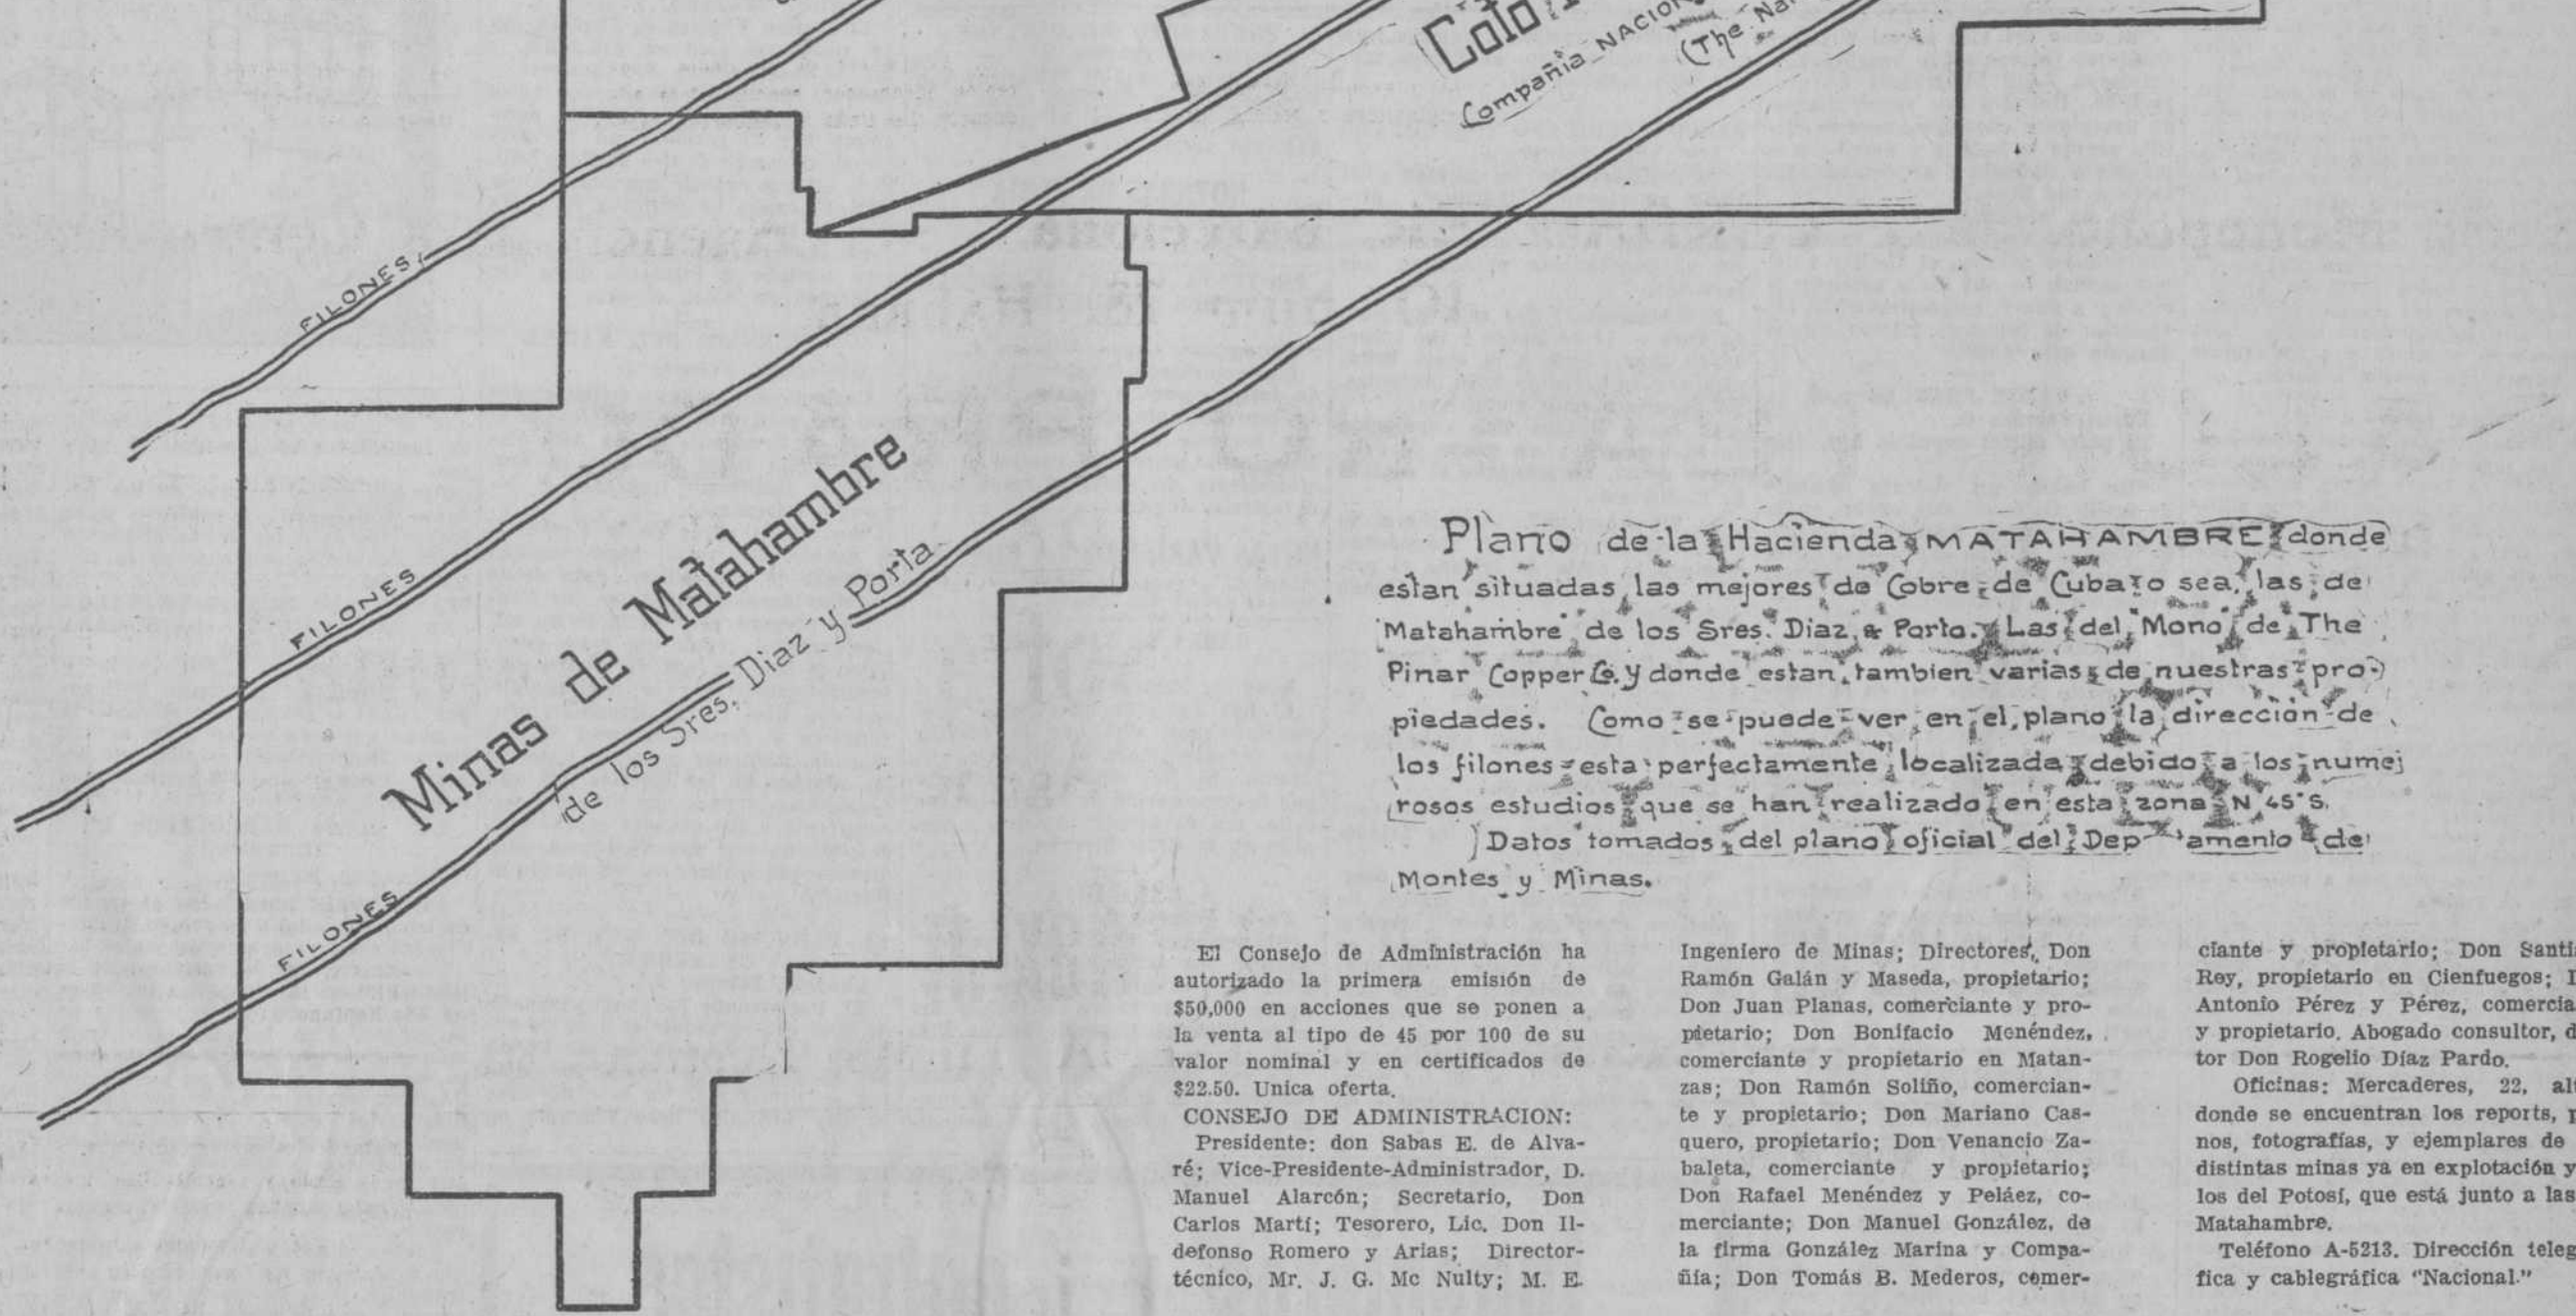 Coto
Compañia NACION
(The Na
FILONES
FILONES
FILONES
Minas de Matahambre
de los Sres. Diaz y Porta
Plano de la Hacienda MATAHAMBRE donde
estan situadas las mejores de Cobre de Cuba o sea, las de
Matahambre de los Sres. Diaz & Porta. Las del Mono de The
Pinar Copper Co. y donde estan tambien varias de nuestras pro-
piedades. Como se puede ver en el plano la dirección de
los filones esta perfectamente localizada debido a los nume
rosos estudios que se han realizado en esta zona N 45° S.
Datos tomados del plano oficial del Dep amento de
Montes y Minas.
El Consejo de Administración ha
autorizado la primera emisión de
$50,000 en acciones que se ponen a
la venta al tipo de 45 por 100 de su
valor nominal y en certificados de
$22.50. Unica oferta.
CONSEJO DE ADMINISTRACION:
Presidente: don Sabas E. de Alva-
ré; Vice-Presidente-Administrador, D.
Manuel Alarcón; Secretario, Don
Carlos Martí; Tesorero, Lic. Don Il-
defonso Romero y Arias; Director-
técnico, Mr. J. G. Mc Nulty; M. E.
Ingeniero de Minas; Directores, Don
Ramón Galán y Maseda, propietario;
Don Juan Planas, comerciante y pro-
pietario; Don Bonifacio Menéndez,
comerciante y propietario en Matan-
zas; Don Ramón Soliño, comercian-
te y propietario; Don Mariano Cas-
quero, propietario; Don Venancio Za-
baleta, comerciante y propietario;
Don Rafael Menéndez y Peláez, co-
merciante; Don Manuel González, de
la firma González Marina y Compa-
ñía; Don Tomás B. Mederos, comer-
ciante y propietario; Don Santi
Rey, propietario en Cienfuegos; 
Antonio Pérez y Pérez, comercia
y propietario. Abogado consultor, d
tor Don Rogelio Díaz Pardo.
Oficinas: Mercaderes, 22, al
donde se encuentran los reports, p
nos, fotografías, y ejemplares de
distintas minas ya en explotación y
los del Potosí, que está junto a las
Matahambre.
Teléfono A-5213. Dirección teleg
fica y cablegráfica "Nacional."